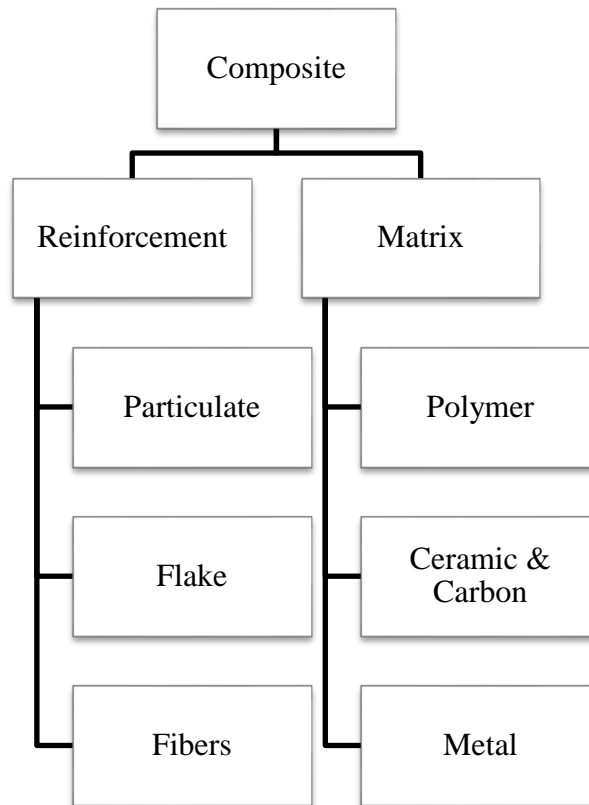 Composite
Reinforcement
Matrix
Particulate
Polymer
Flake
Ceramic &
Carbon
Fibers
Metal